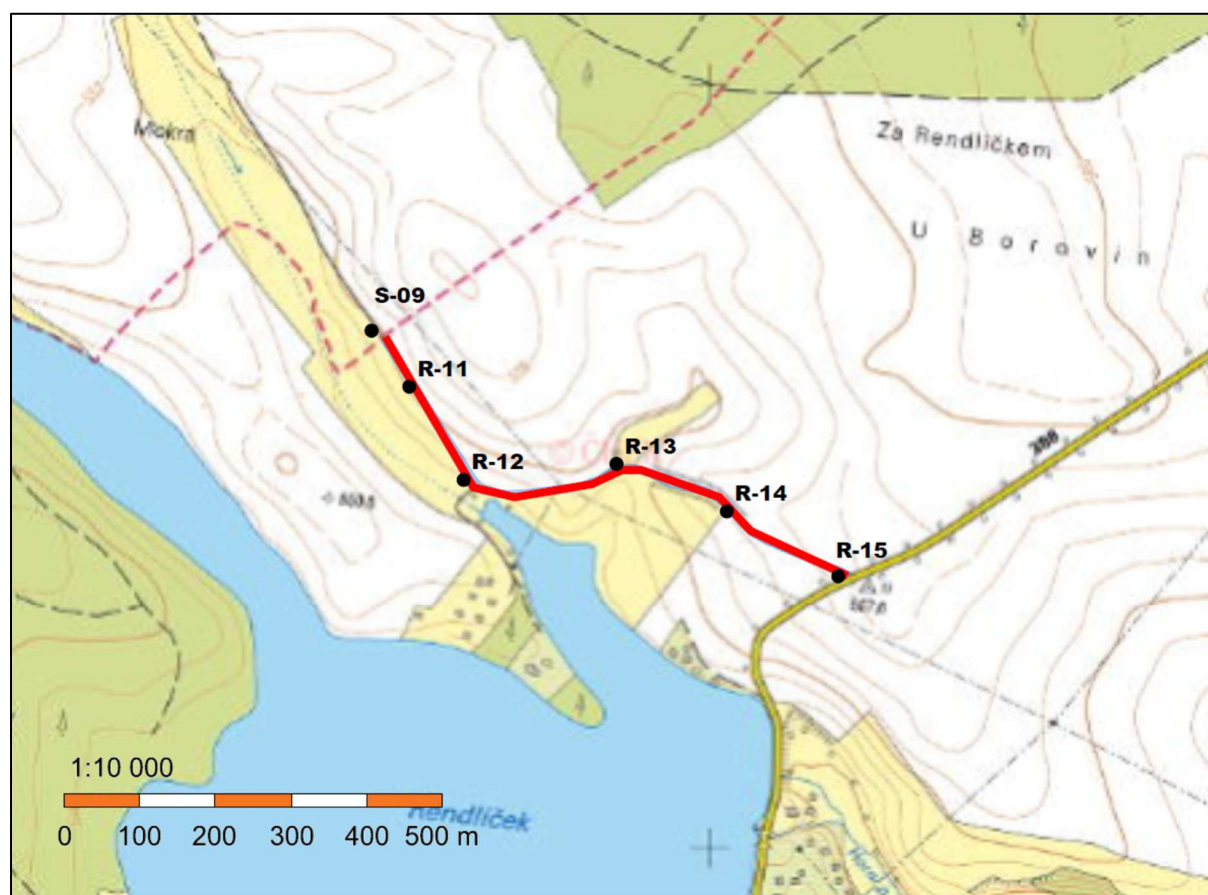 Mokrá
Za Rendlíčkem
U Borovin
S-09
R-11
288
R-13
R-12
R-14
R-15
1:10 000
0 100 200 300 400 500 m
Rendlíček